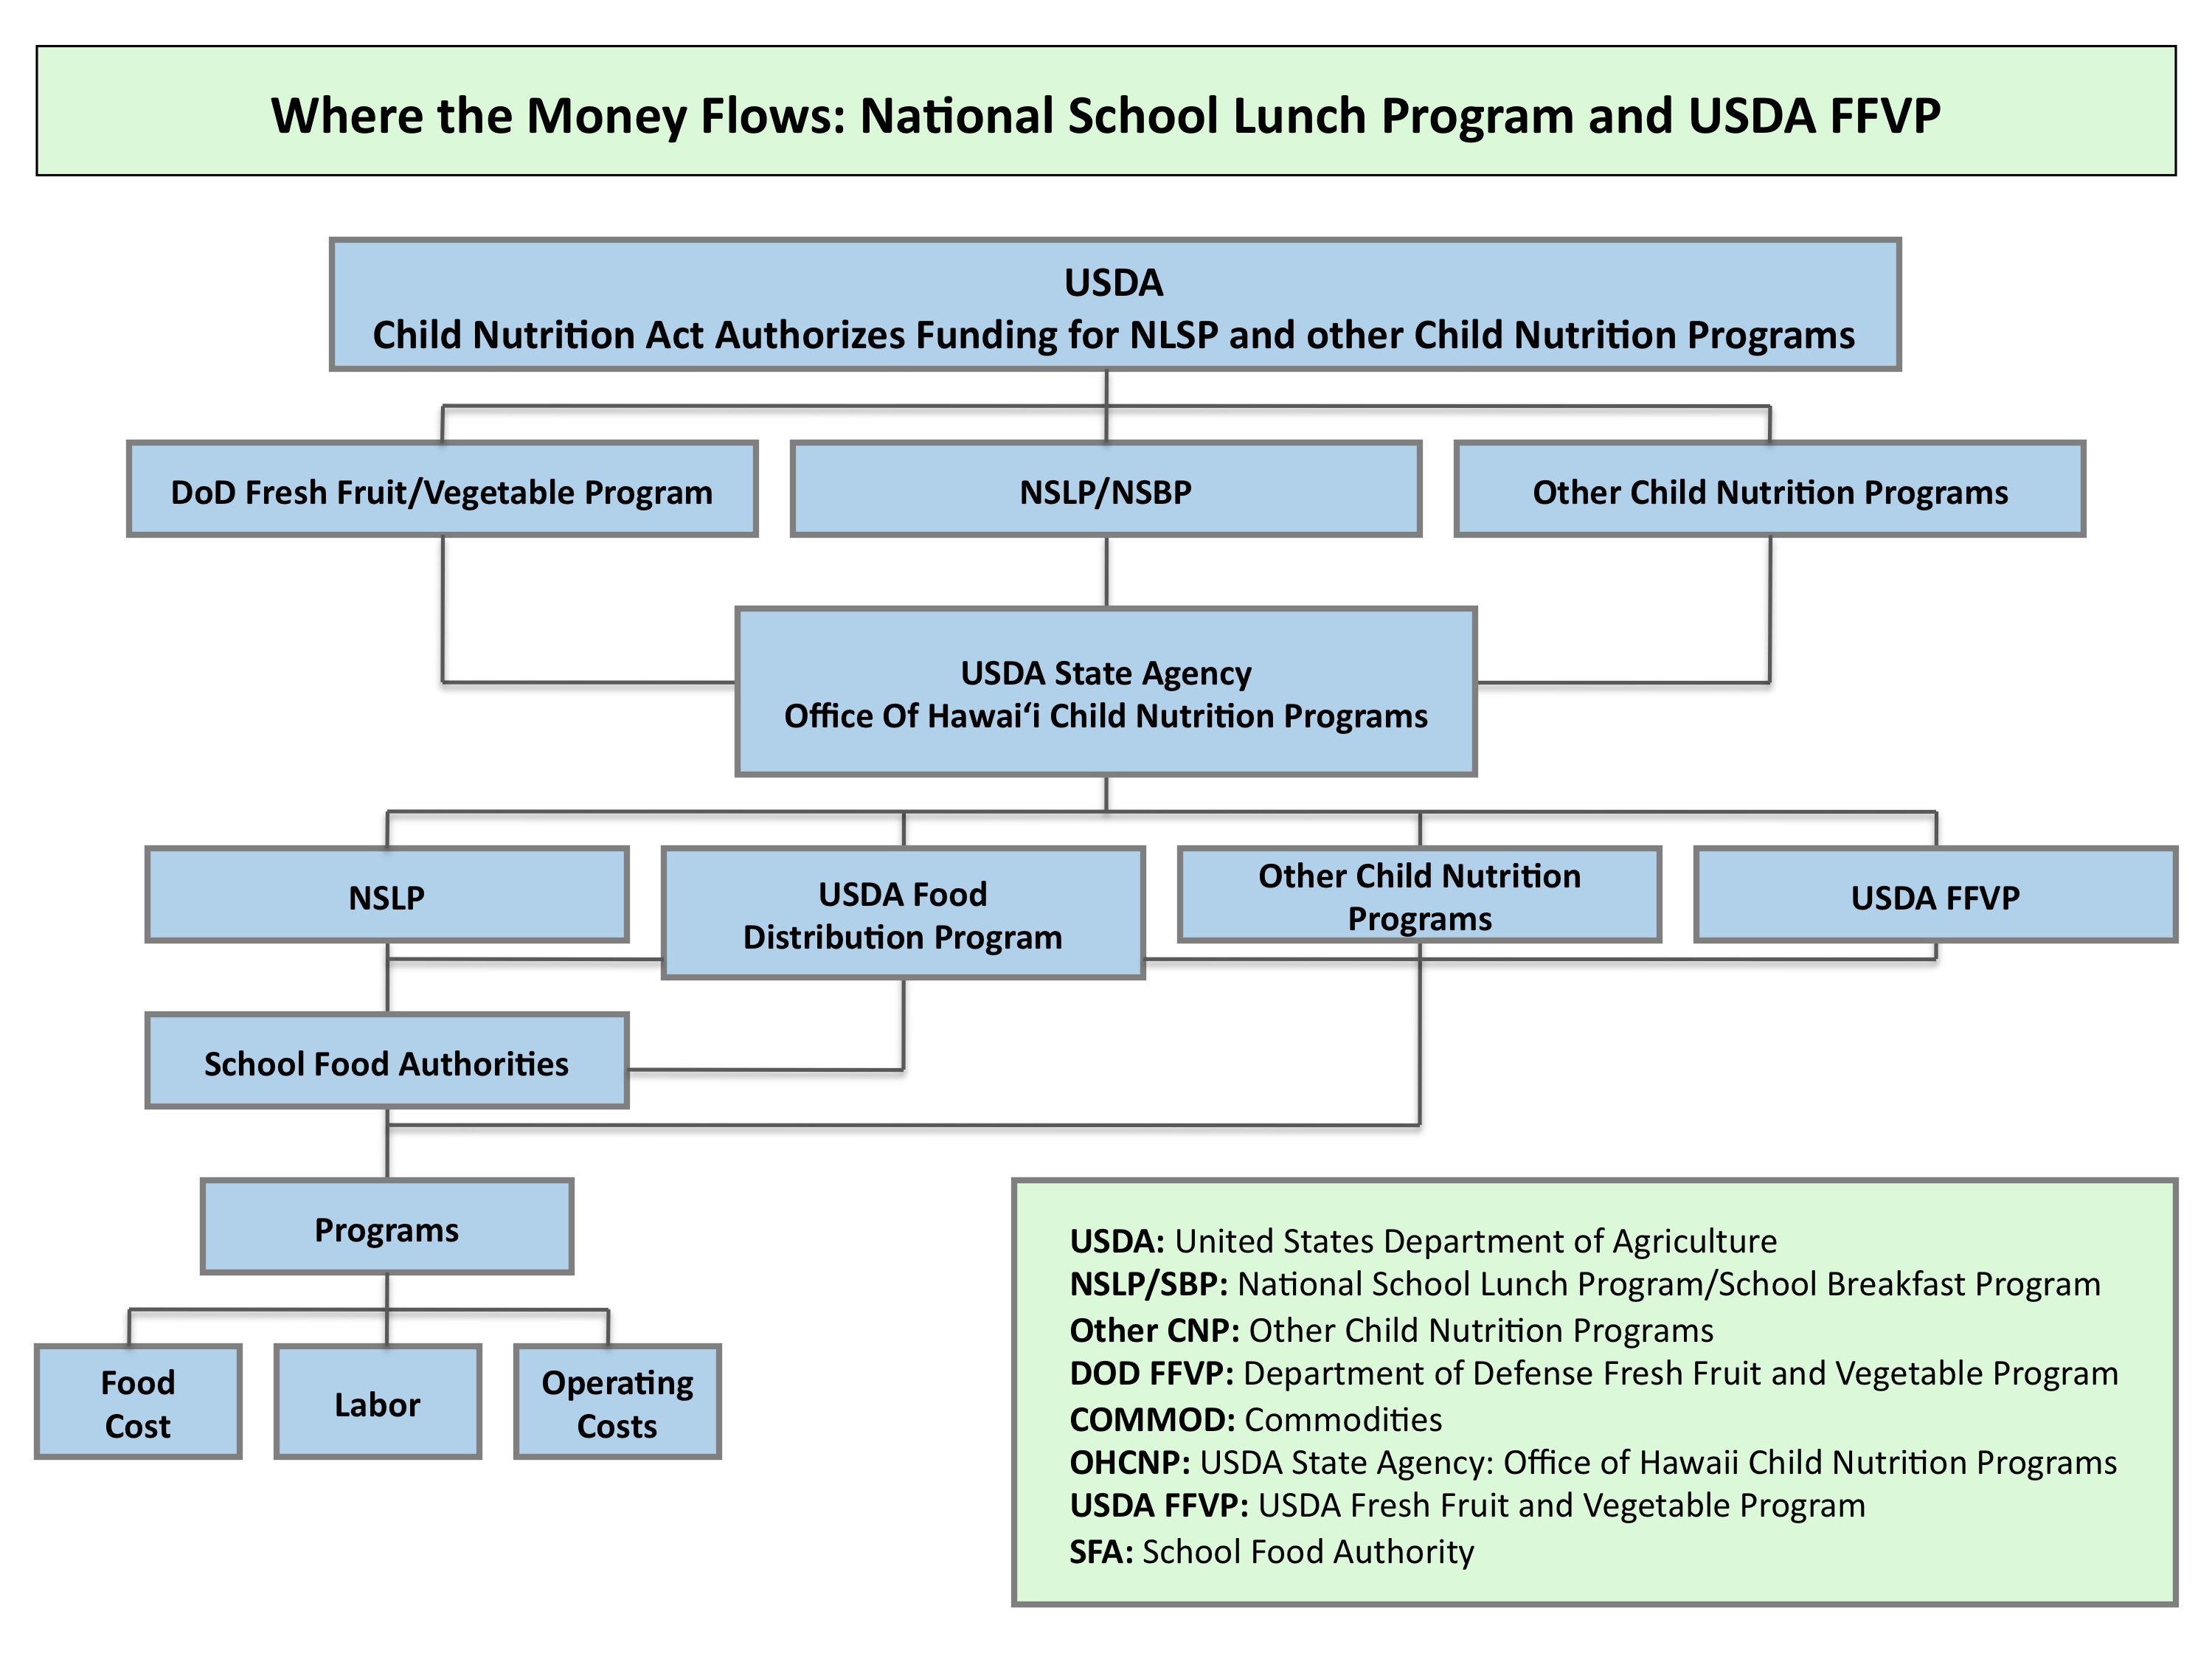 Where the Money Flows: National School Lunch Program and USDA FFVP
USDA
Child Nutrition Act Authorizes Funding for NLSP and other Child Nutrition Programs
DoD Fresh Fruit/Vegetable Program
NSLP/NSBP
Other Child Nutrition Programs
USDA State Agency
Office Of Hawai‘i Child Nutrition Programs
NSLP
USDA Food
Distribution Program
Other Child Nutrition
Programs
USDA FFVP
School Food Authorities
Programs
Food
Cost
Labor
Operating
Costs
USDA: United States Department of Agriculture
NSLP/SBP: National School Lunch Program/School Breakfast Program
Other CNP: Other Child Nutrition Programs
DOD FFVP: Department of Defense Fresh Fruit and Vegetable Program
COMMOD: Commodities
OHCNP: USDA State Agency: Office of Hawaii Child Nutrition Programs
USDA FFVP: USDA Fresh Fruit and Vegetable Program
SFA: School Food Authority